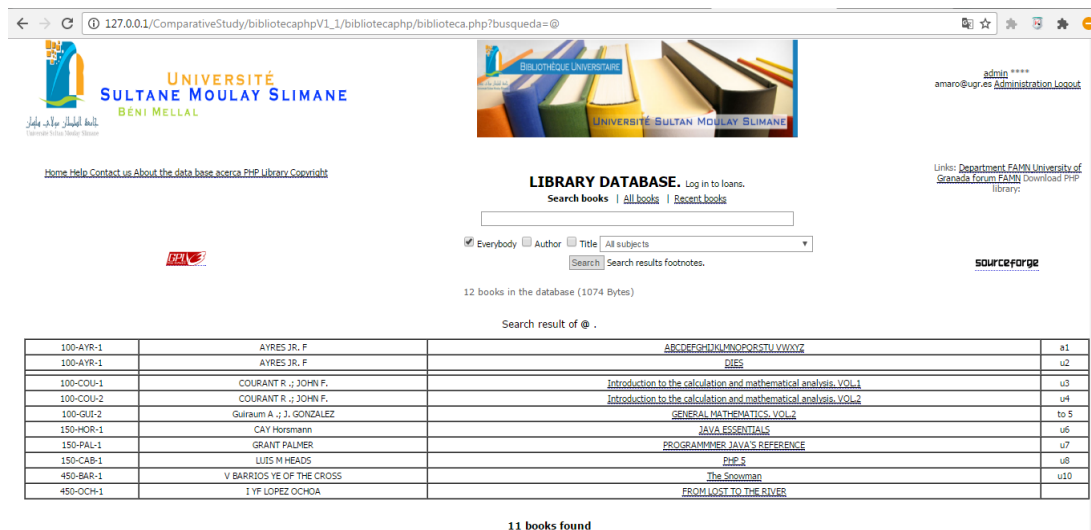 127.0.0.1/ComparativeStudy/bibliotecaphpV1_1/bibliotecaphp/biblioteca.php?busqueda=@
UNIVERSITÉ
SULTANE MOULAY SLIMANE
BÉNI MELLAL
BIBLIOTHÈQUE UNIVERSITAIRE
UNIVERSITÉ SULTAN MOULAY SLIMANE
admin ****
amaro@ugr.es Administration Logout
Home Help Contact us About the data base acerca PHP Library Copyright
LIBRARY DATABASE. Log in to loans.
Search books | All books | Recent books
Links: Department FAMN University of
Granada forum FAMN Download PHP
library:
Everybody Author Title All subjects
GPLV3
Search Search results footnotes.
sourceforge
12 books in the database (1074 Bytes)
Search result of @ .
100-AYR-1 AYRES JR. F ABCDEFGHIJKLMNOPQRSTU VWXYZ a1
100-AYR-1 AYRES JR. F DIES u2
100-COU-1 COURANT R .; JOHN F. Introduction to the calculation and mathematical analysis. VOL.1 u3
100-COU-2 COURANT R .; JOHN F. Introduction to the calculation and mathematical analysis. VOL.2 u4
100-GUI-2 Guiraum A .; J. GONZALEZ GENERAL MATHEMATICS. VOL.2 to 5
150-HOR-1 CAY Horsmann JAVA ESSENTIALS u6
150-PAL-1 GRANT PALMER PROGRAMMMER JAVA'S REFERENCE u7
150-CAB-1 LUIS M HEADS PHP 5 u8
450-BAR-1 V BARRIOS YE OF THE CROSS The Snowman u10
450-OCH-1 I YF LOPEZ OCHOA FROM LOST TO THE RIVER
11 books found